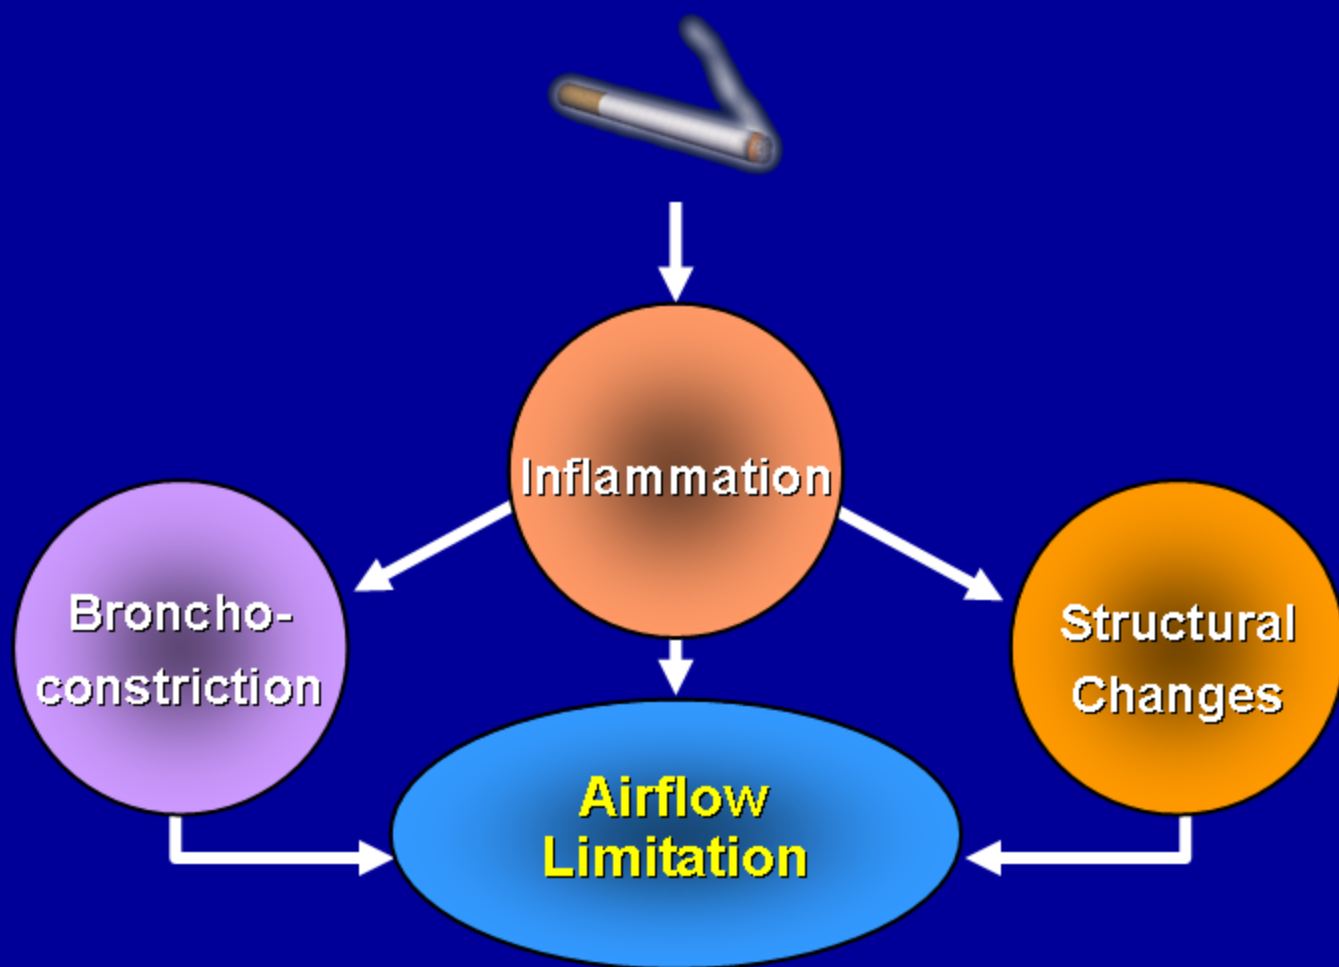 Inflammation
Broncho-
constriction
Structural
Changes
Airflow
Limitation